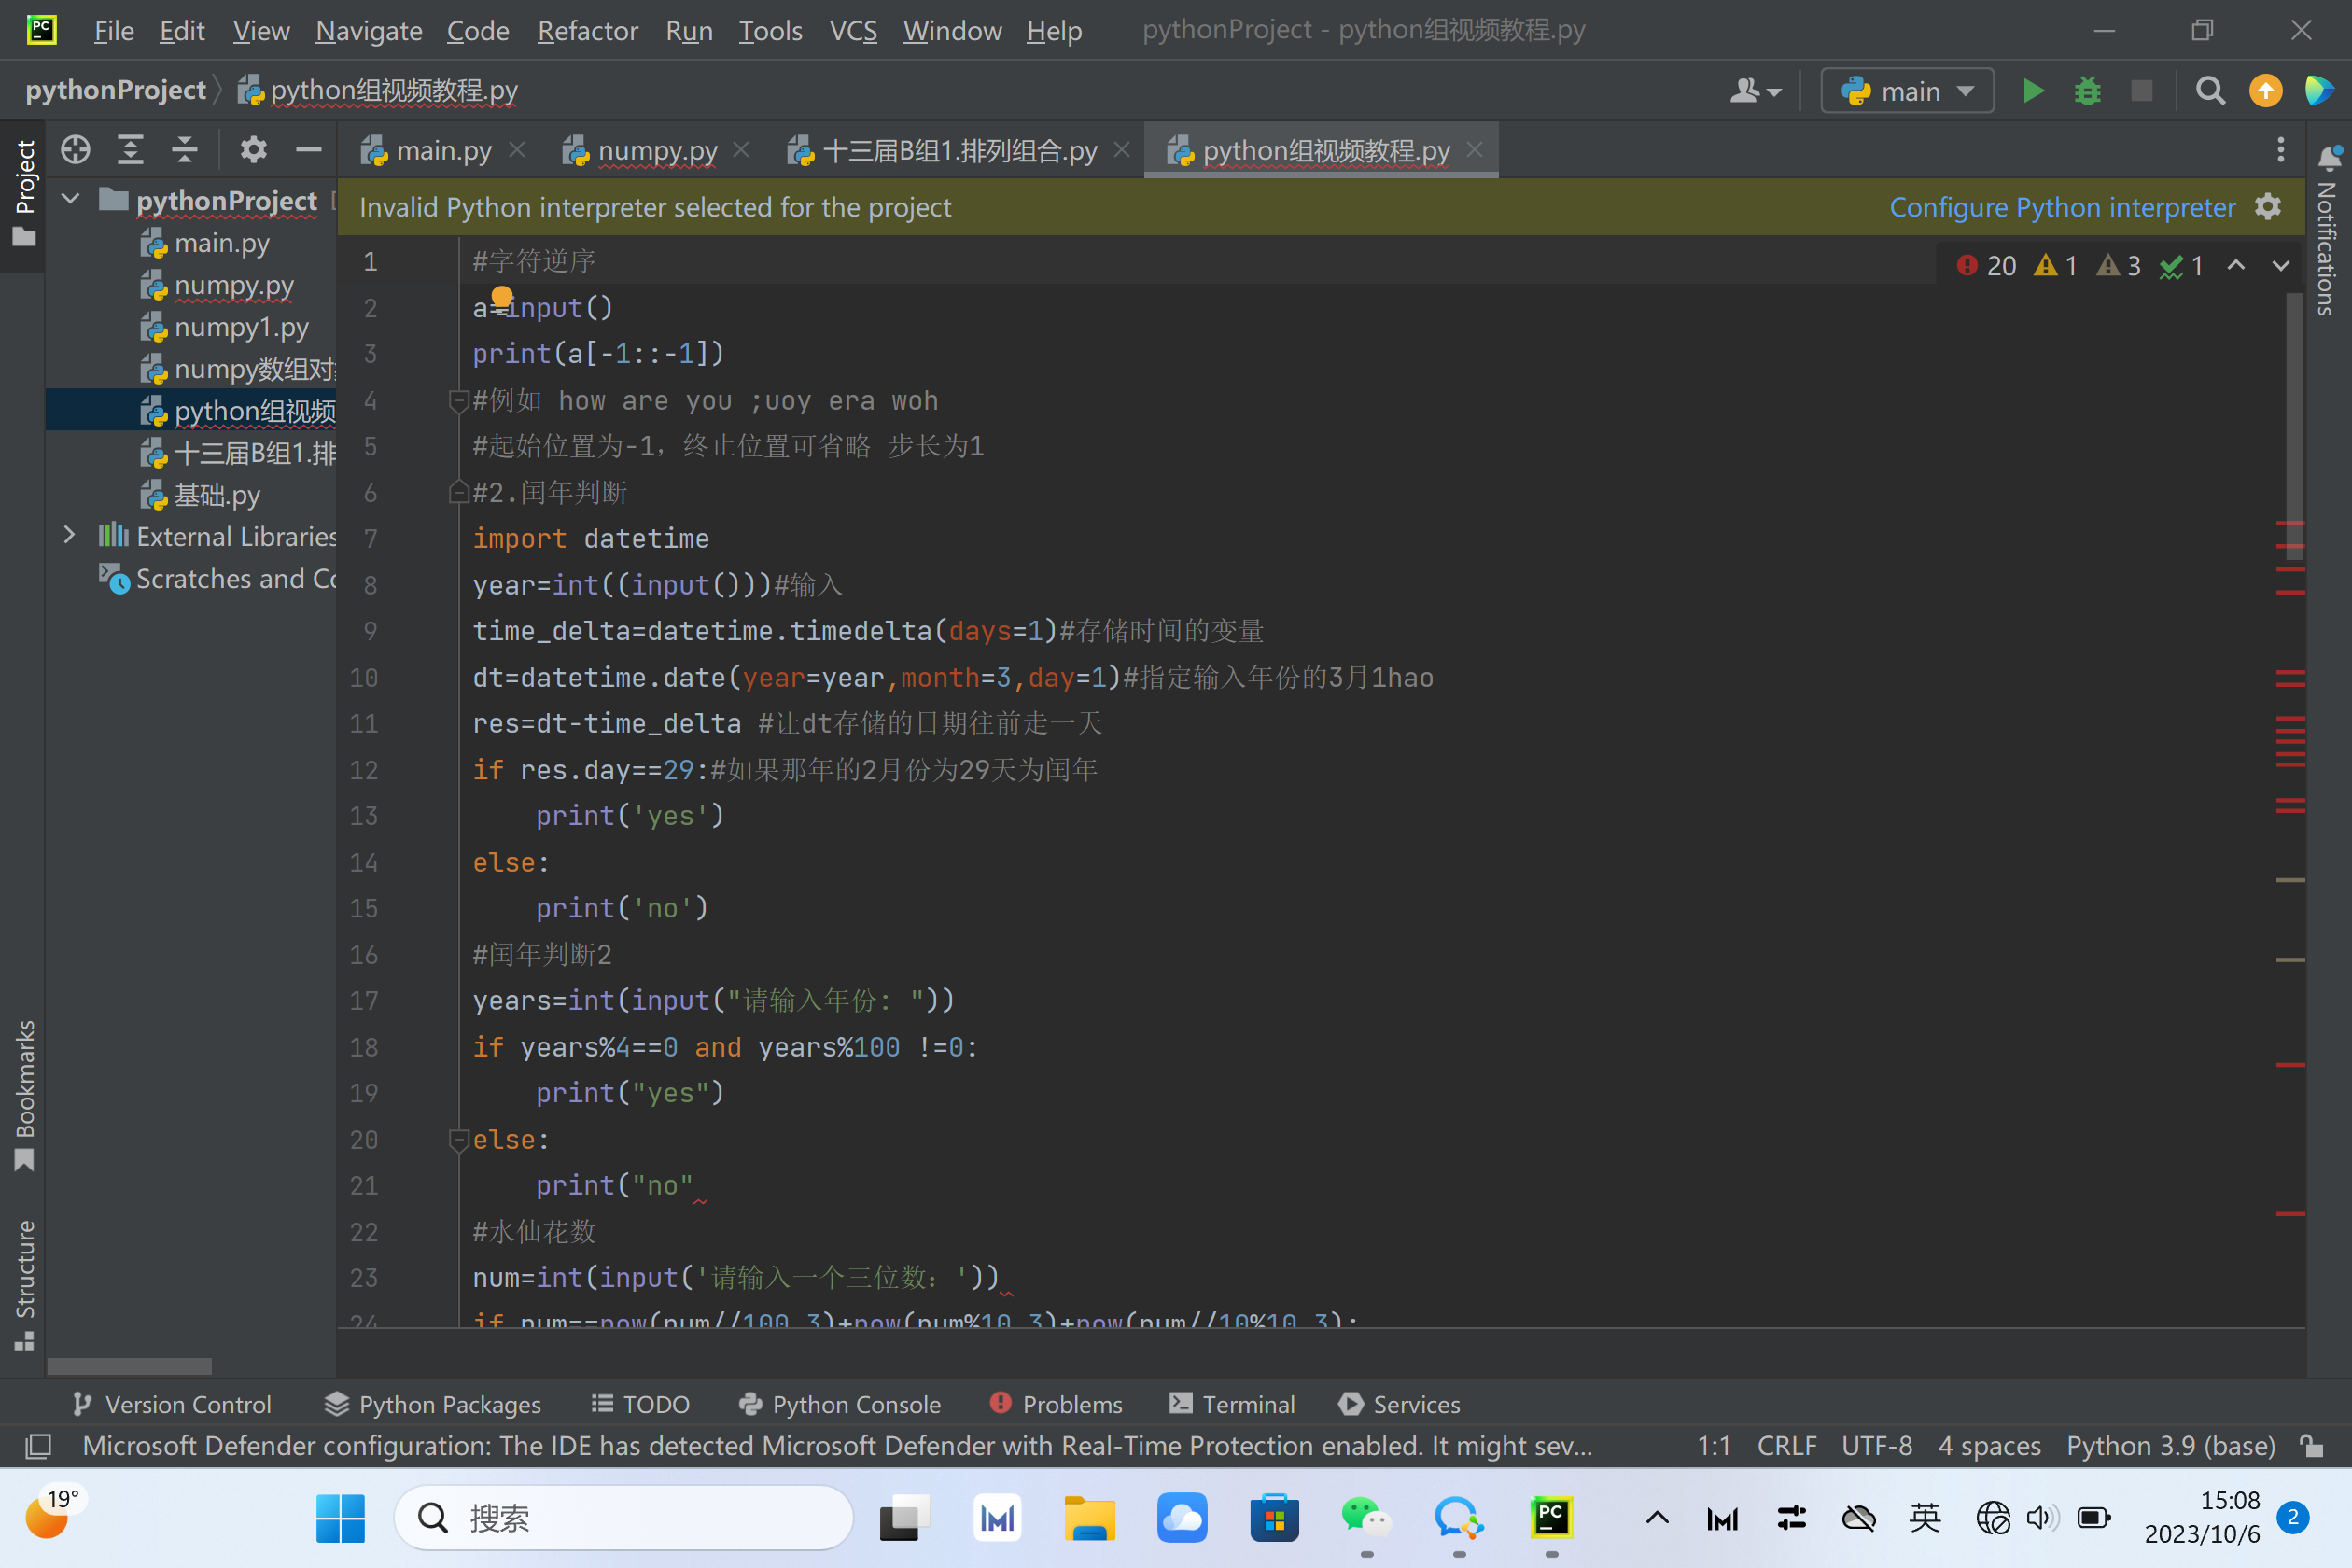 File Edit View Navigate Code Refactor Run Tools VCS Window Help pythonProject - python组视频教程.py
pythonProject python组视频教程.py main
main.py numpy.py 十三届B组1.排列组合.py python组视频教程.py
Project
pythonProject
main.py
numpy.py
numpy1.py
numpy数组对
python组视频
十三届B组1.排
基础.py
External Libraries
Scratches and Co
Bookmarks
Structure
Notifications
Invalid Python interpreter selected for the project Configure Python interpreter
20 1 3 1
1 #字符逆序
2 a=input()
3 print(a[-1::-1])
4 #例如 how are you ;uoy era woh
5 #起始位置为-1，终止位置可省略 步长为1
6 #2.闰年判断
7 import datetime
8 year=int((input()))#输入
9 time_delta=datetime.timedelta(days=1)#存储时间的变量
10 dt=datetime.date(year=year,month=3,day=1)#指定输入年份的3月1hao
11 res=dt-time_delta #让dt存储的日期往前走一天
12 if res.day==29:#如果那年的2月份为29天为闰年
13 print('yes')
14 else:
15 print('no')
16 #闰年判断2
17 years=int(input("请输入年份: "))
18 if years%4==0 and years%100 !=0:
19 print("yes")
20 else:
21 print("no"
22 #水仙花数
23 num=int(input('请输入一个三位数：'))
24 if num==pow(num//100,3)+pow(num%10,3)+pow(num//10%10,3):
Version Control Python Packages TODO Python Console Problems Terminal Services
Microsoft Defender configuration: The IDE has detected Microsoft Defender with Real-Time Protection enabled. It might sev... 1:1 CRLF UTF-8 4 spaces Python 3.9 (base)
19°
搜索
PC
英
15:08
2023/10/6
2